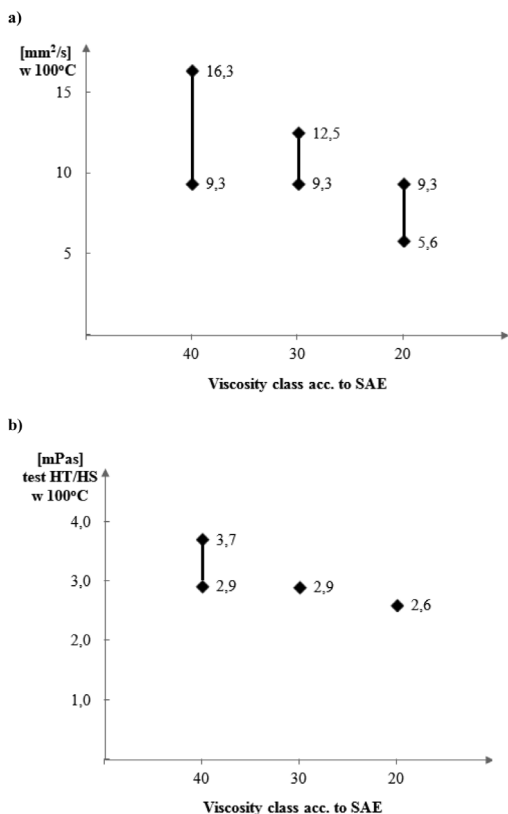 a)
[mm²/s]
w 100°C
16,3
15
12,5
10
9,3
9,3
9,3
5
5,6
40
30
20
Viscosity class acc. to SAE
b)
[mPas]
test HT/HS
w 100°C
4,0
3,7
3,0
2,9
2,9
2,6
2,0
1,0
40
30
20
Viscosity class acc. to SAE